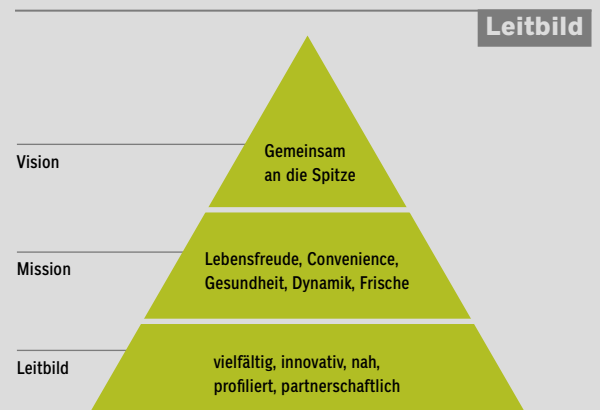 Leitbild
Vision
Gemeinsam
an die Spitze
Mission
Lebensfreude, Convenience,
Gesundheit, Dynamik, Frische
Leitbild
vielfältig, innovativ, nah,
profiliert, partnerschaftlich